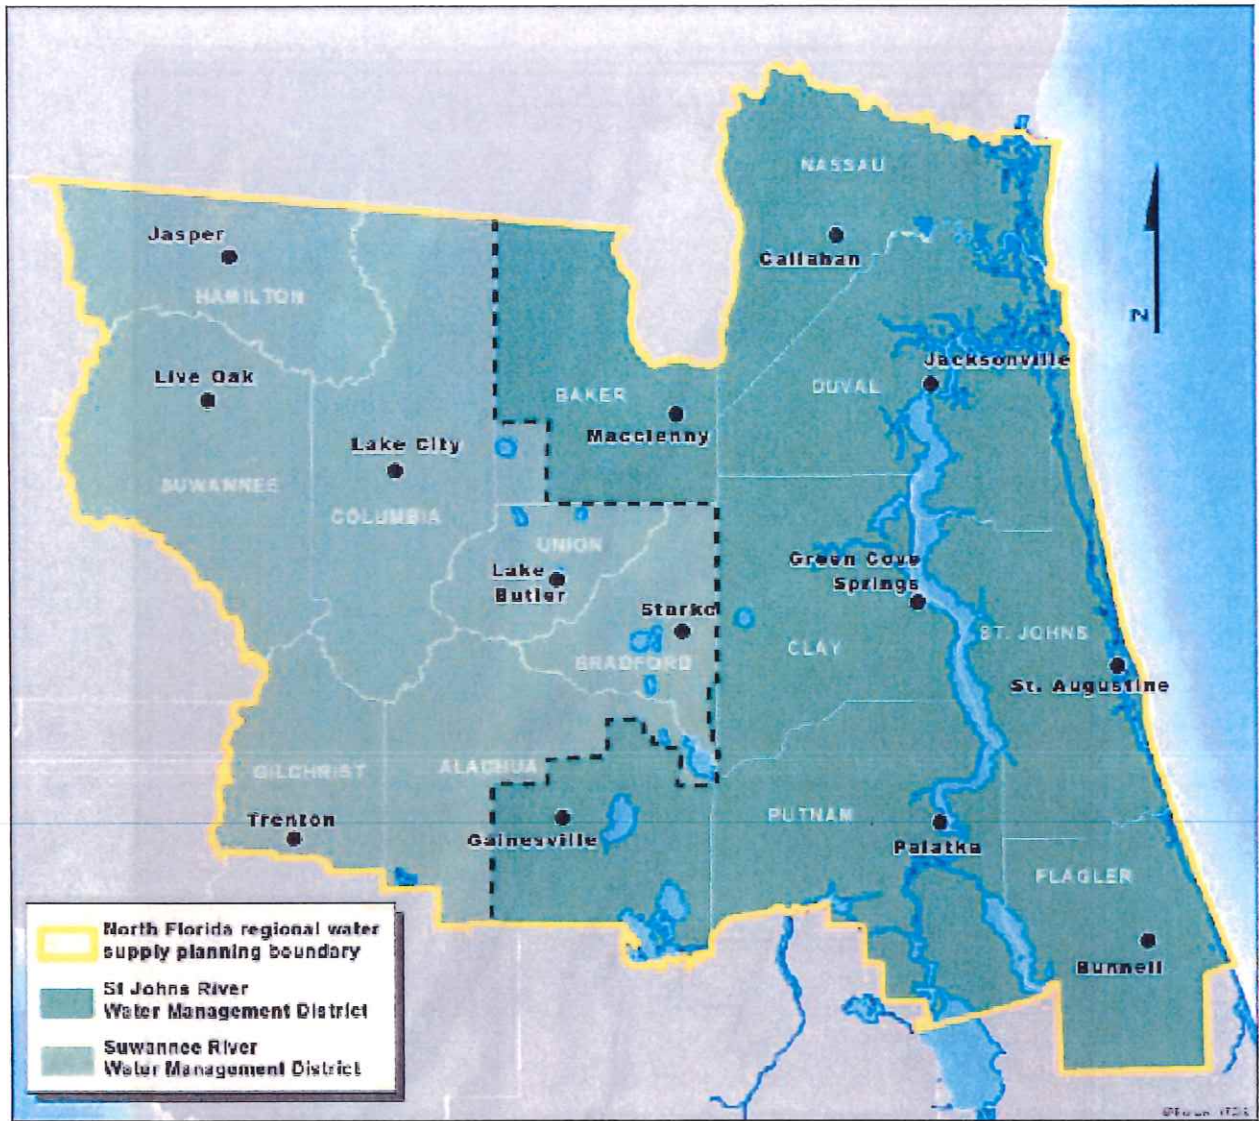 NASSAU
Jasper
Callahan
HAMILTON
N
Jacksonville
Live Oak
DUVAL
BAKER
Macclenny
Lake City
SUWANNEE
COLUMBIA
UNION
Green Cove
Springs
Lake
Butler
Starke
ST. JOHNS
CLAY
BRADFORD
St. Augustine
GILCHRIST
ALACHUA
PUTNAM
Trenton
Gainesville
Palatka
FLAGLER
Bunnell
North Florida regional water
supply planning boundary
St Johns River
Water Management District
Suwannee River
Water Management District